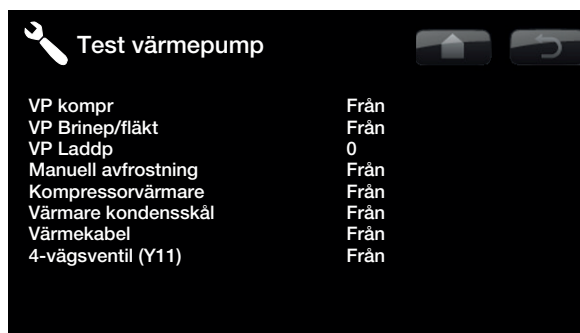 Test värmepump
VP kompr Från
VP Brinep/fläkt Från
VP Laddp 0
Manuell avfrostning Från
Kompressorvärmare Från
Värmare kondensskål Från
Värmekabel Från
4-vägsventil (Y11) Från